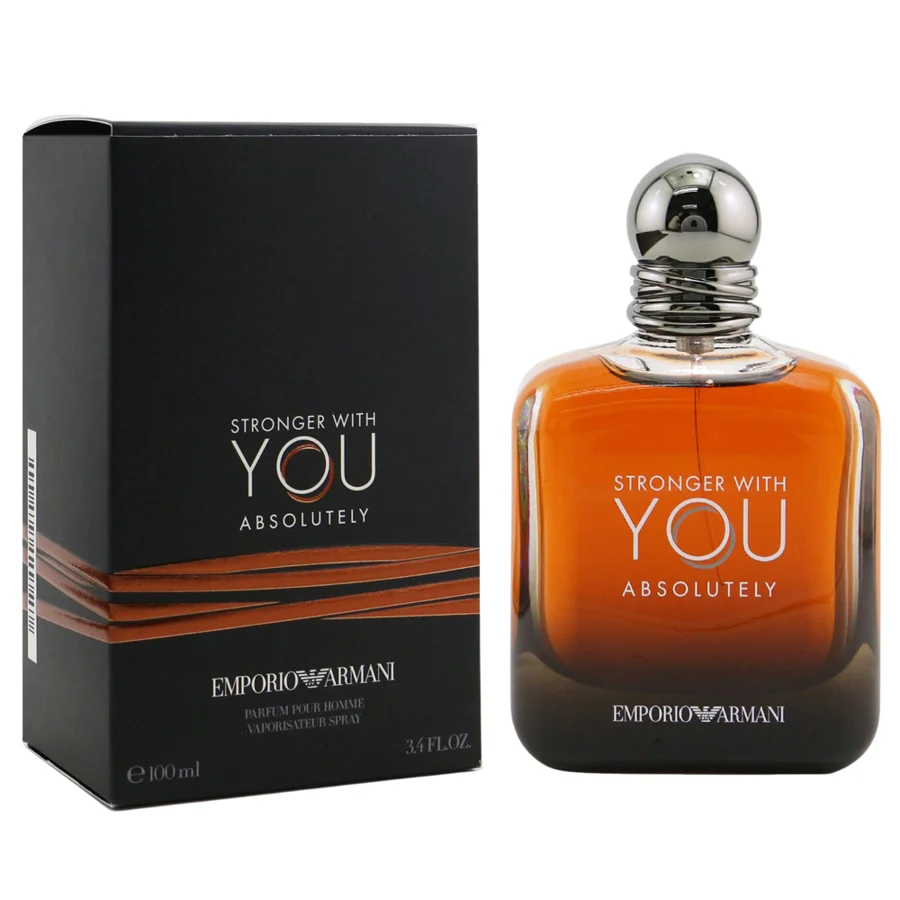 STRONGER WITH
YOU
ABSOLUTELY
EMPORIO ARMANI
PARFUM POUR HOMME
VAPORISATEUR SPRAY
℮100 ml
3.4 FL.OZ.
STRONGER WITH
YOU
ABSOLUTELY
EMPORIO ARMANI